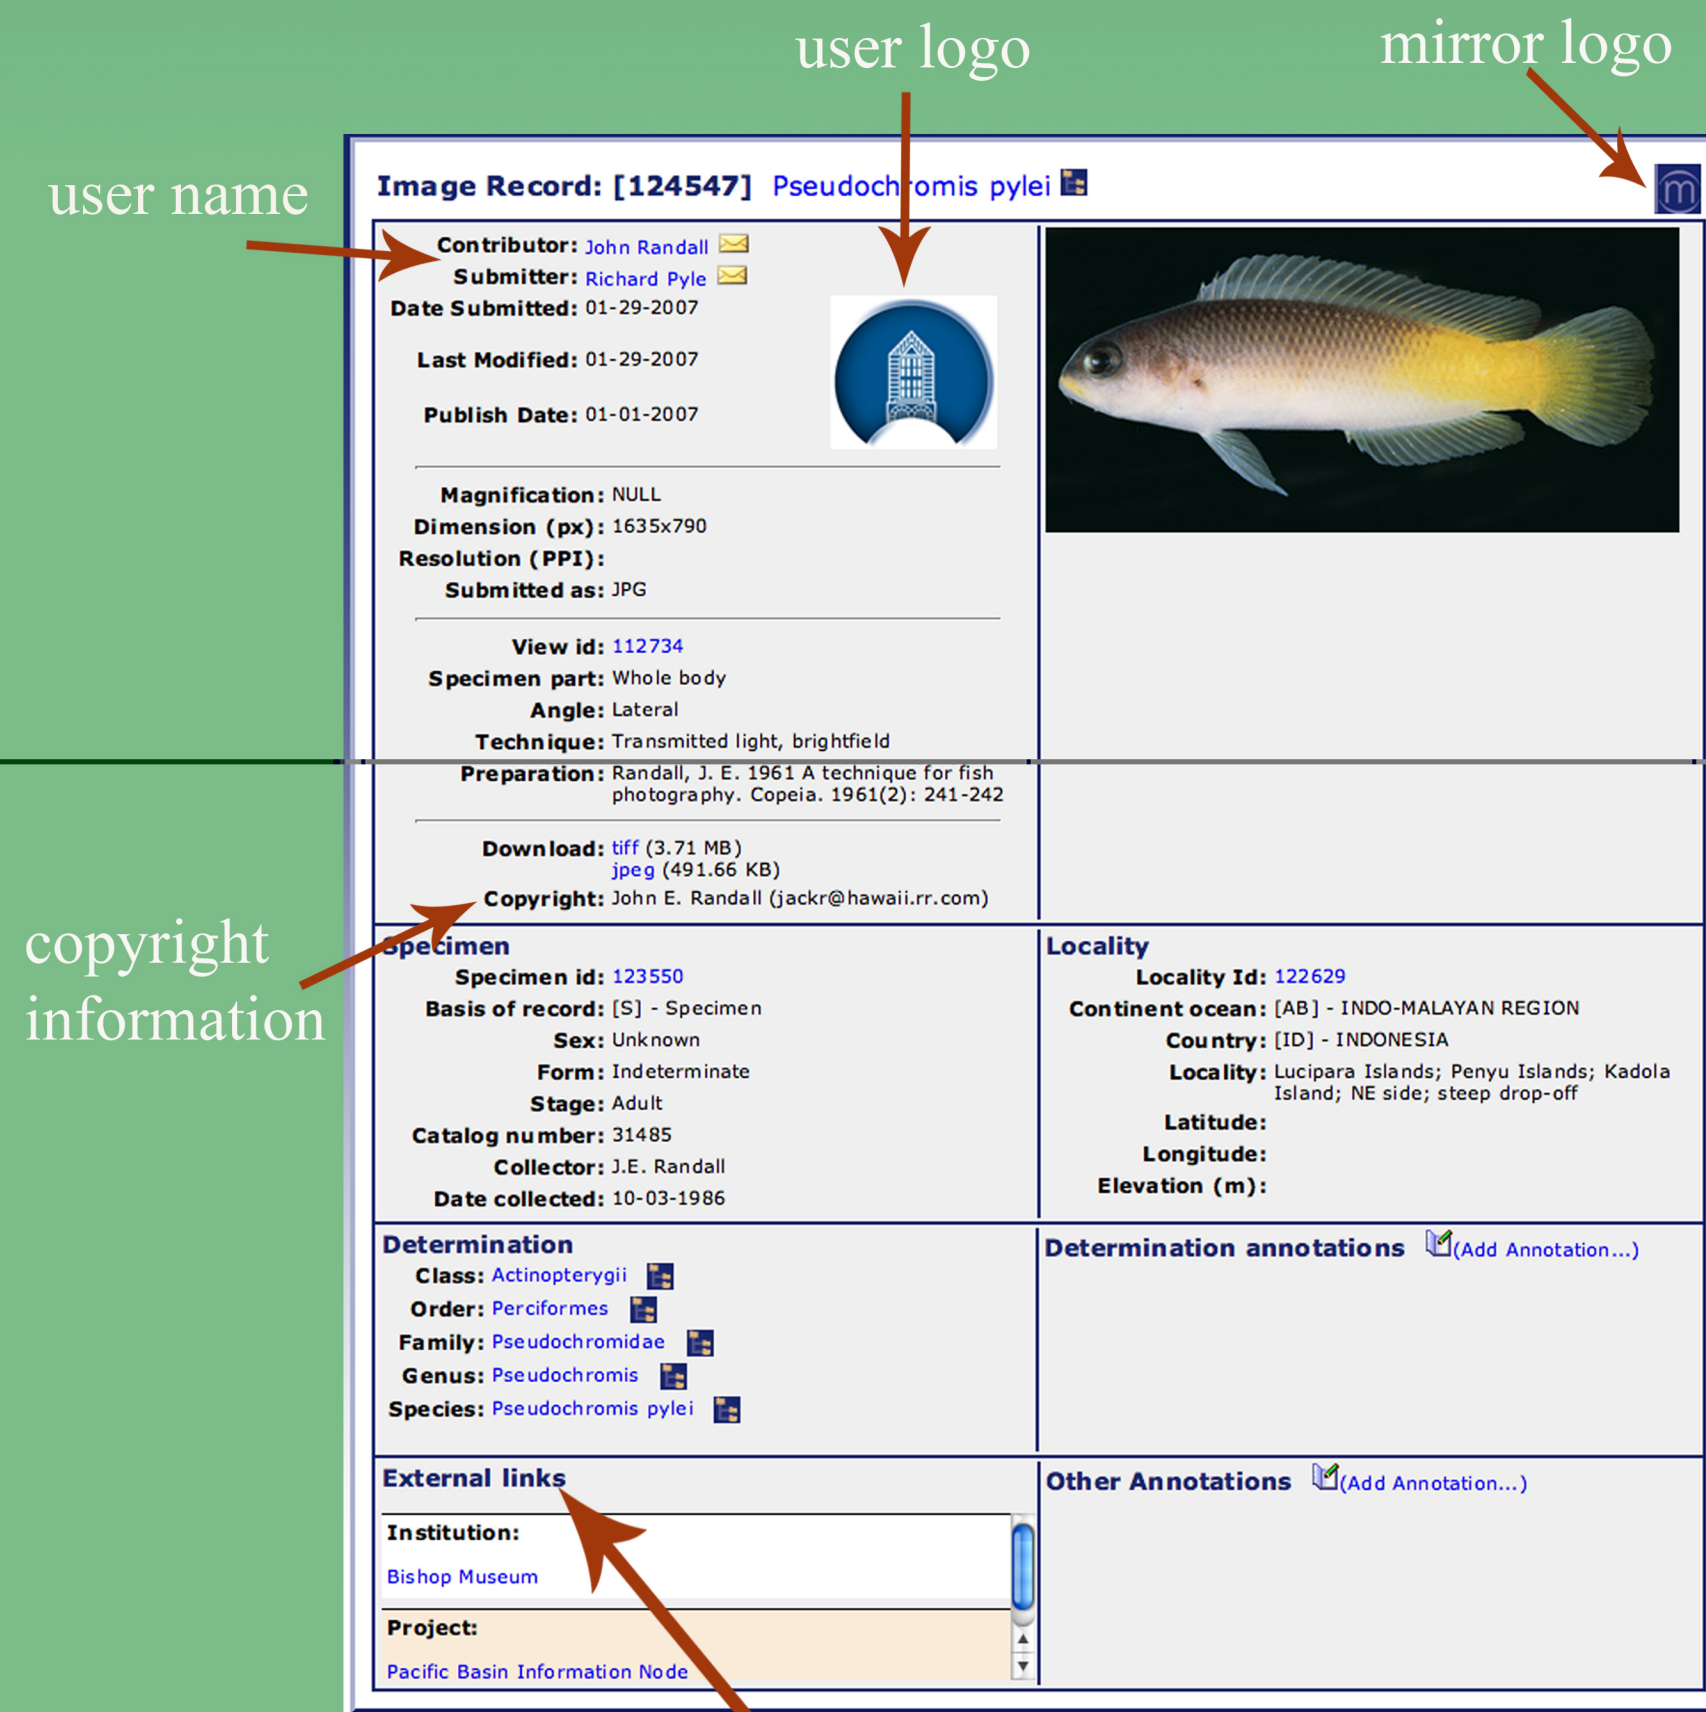 user logo
mirror logo
user name
Image Record: [124547] Pseudochromis pylei
m
Contributor: John Randall
Submitter: Richard Pyle
Date Submitted: 01-29-2007
Last Modified: 01-29-2007
Publish Date: 01-01-2007
Magnification: NULL
Dimension (px): 1635x790
Resolution (PPI):
Submitted as: JPG
View id: 112734
Specimen part: Whole body
Angle: Lateral
Technique: Transmitted light, brightfield
Preparation: Randall, J. E. 1961 A technique for fish
photography. Copeia. 1961(2): 241-242
Download: tiff (3.71 MB)
jpeg (491.66 KB)
Copyright: John E. Randall (jackr@hawaii.rr.com)
copyright
information
Specimen
Specimen id: 123550
Basis of record: [S] - Specimen
Sex: Unknown
Form: Indeterminate
Stage: Adult
Catalog number: 31485
Collector: J.E. Randall
Date collected: 10-03-1986
Locality
Locality Id: 122629
Continent ocean: [AB] - INDO-MALAYAN REGION
Country: [ID] - INDONESIA
Locality: Lucipara Islands; Penyu Islands; Kadola
Island; NE side; steep drop-off
Latitude:
Longitude:
Elevation (m):
Determination
Class: Actinopterygii
Order: Perciformes
Family: Pseudochromidae
Genus: Pseudochromis
Species: Pseudochromis pylei
Determination annotations (Add Annotation...)
External links
Institution:
Bishop Museum
Project:
Pacific Basin Information Node
Other Annotations (Add Annotation...)